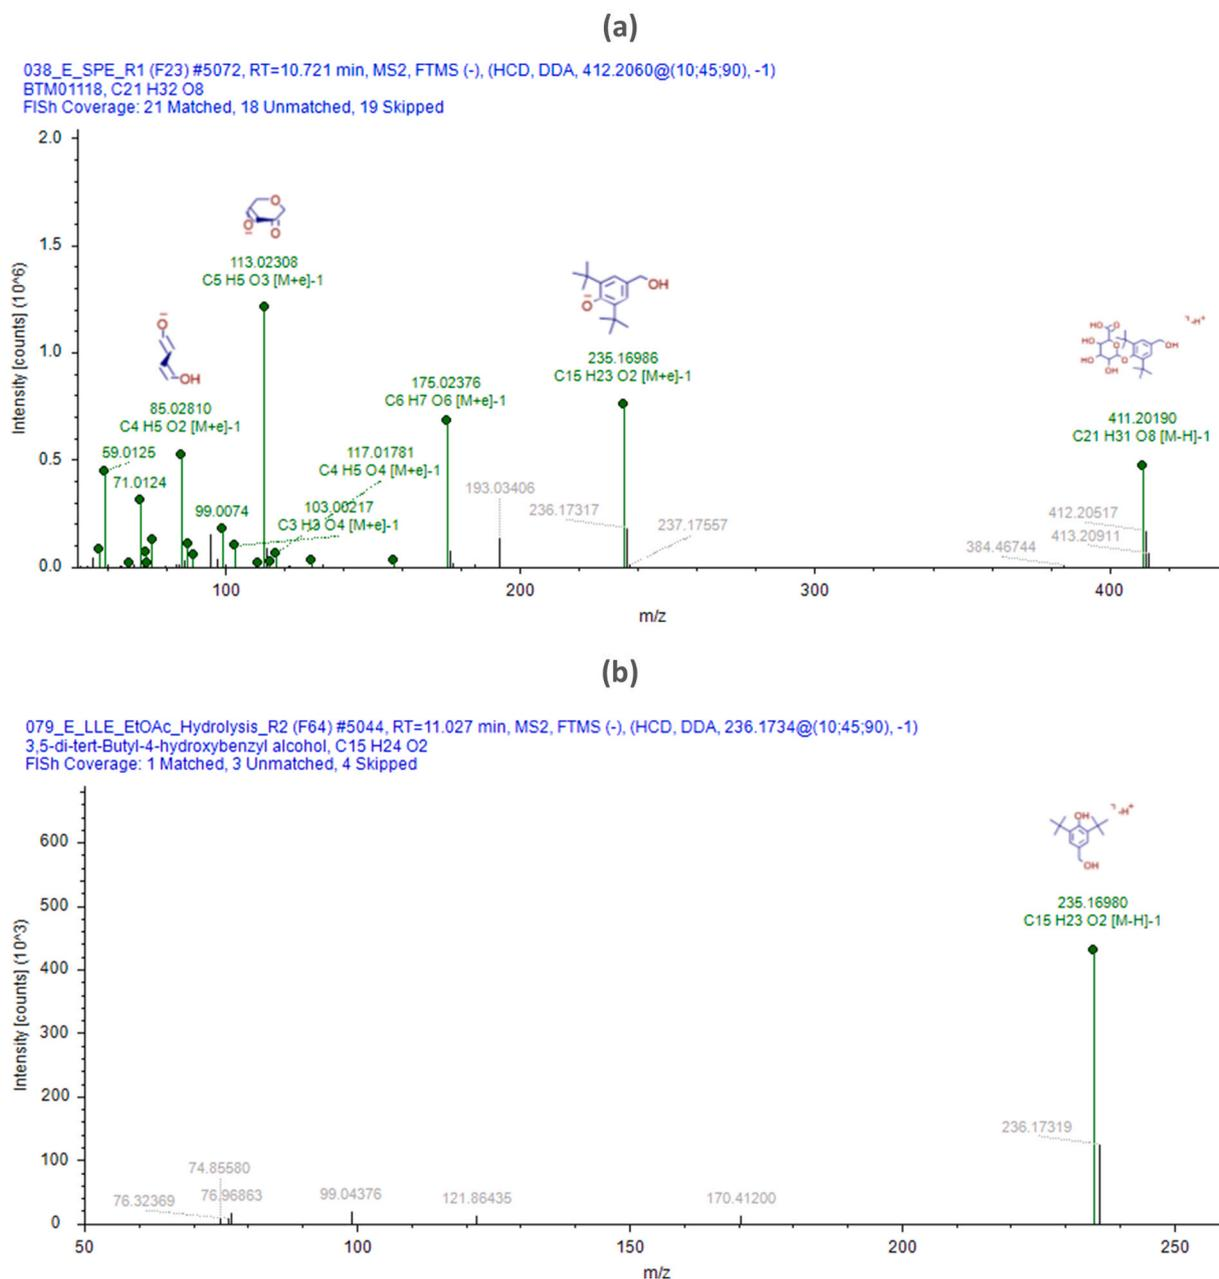 (a)
038_E_SPE_R1 (F23) #5072, RT=10.721 min, MS2, FTMS (-), (HCD, DDA, 412.2060@(10;45;90), -1)
BTM01118, C21 H32 O8
FISh Coverage: 21 Matched, 18 Unmatched, 19 Skipped
2.0
1.5
1.0
0.5
0.0
Intensity [counts] (10^6)
O
O
O
113.02308
C5 H5 O3 [M+e]-1
O
OH
85.02810
C4 H5 O2 [M+e]-1
59.0125
71.0124
99.0074
117.01781
C4 H5 O4 [M+e]-1
103.00217
C3 H3 O4 [M+e]-1
175.02376
C6 H7 O6 [M+e]-1
193.03406
OH
O
235.16986
C15 H23 O2 [M+e]-1
236.17317
237.17557
384.46744
HO
O
HO
O
OH
HO
O
OH
-H+
411.20190
C21 H31 O8 [M-H]-1
412.20517
413.20911
100
200
300
400
m/z
(b)
079_E_LLE_EtOAc_Hydrolysis_R2 (F64) #5044, RT=11.027 min, MS2, FTMS (-), (HCD, DDA, 236.1734@(10;45;90), -1)
3,5-di-tert-Butyl-4-hydroxybenzyl alcohol, C15 H24 O2
FISh Coverage: 1 Matched, 3 Unmatched, 4 Skipped
600
500
400
300
200
100
0
Intensity [counts] (10^3)
OH
-H+
OH
235.16980
C15 H23 O2 [M-H]-1
236.17319
74.85580
76.32369
76.96863
99.04376
121.86435
170.41200
50
100
150
200
250
m/z